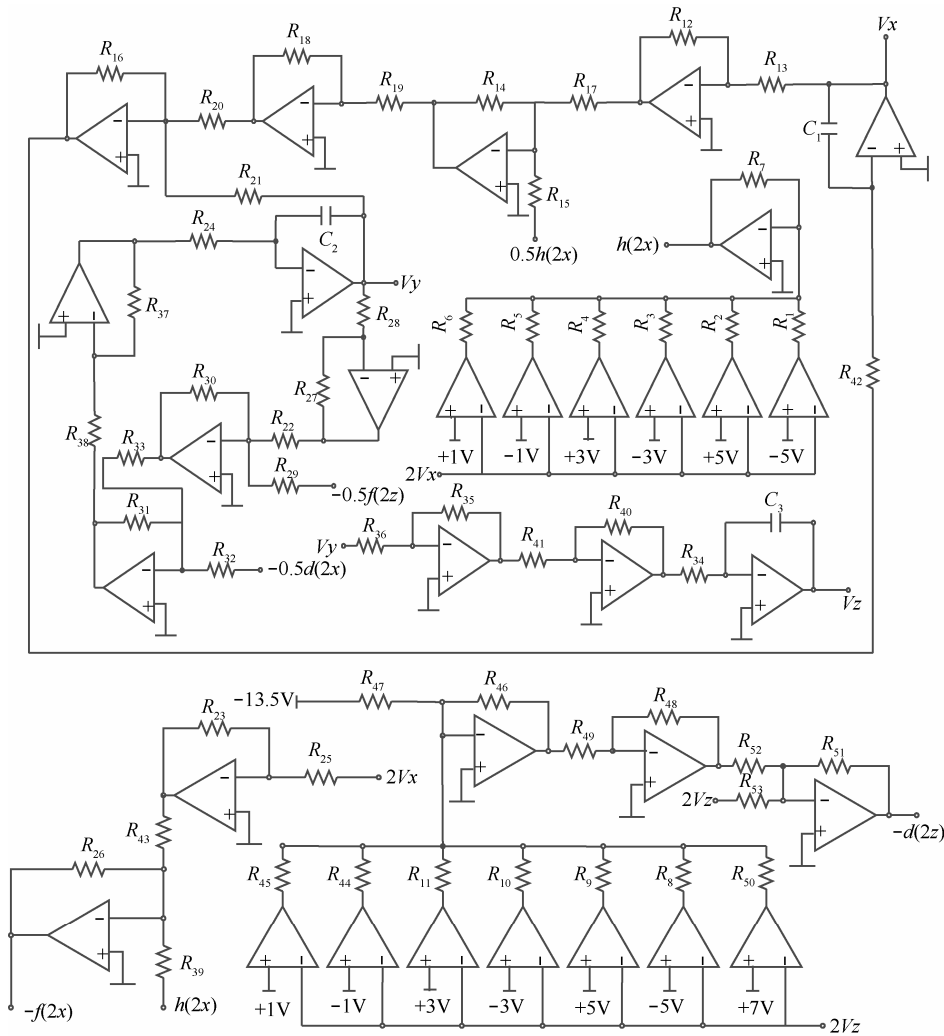 Vx
R12
R18
R16
R13
R19
R14
R17
R20
C1
R7
R21
R15
R24
C2
0.5h(2x)
h(2x)
Vy
R37
R28
R6
R5
R4
R3
R2
R1
R42
R30
R27
R38
R33
R22
+1V
−1V
+3V
−3V
+5V
−5V
R29
2Vx
−0.5f(2z)
R31
R35
R40
C3
Vy
R36
R41
R34
R32
−0.5d(2x)
Vz
R47
R46
R48
−13.5V
R23
R49
R52
R51
R25
2Vx
2Vz
R53
−d(2z)
R43
R26
R45
R44
R11
R10
R9
R8
R50
R39
−f(2x)
h(2x)
+1V
−1V
+3V
−3V
+5V
−5V
+7V
2Vz